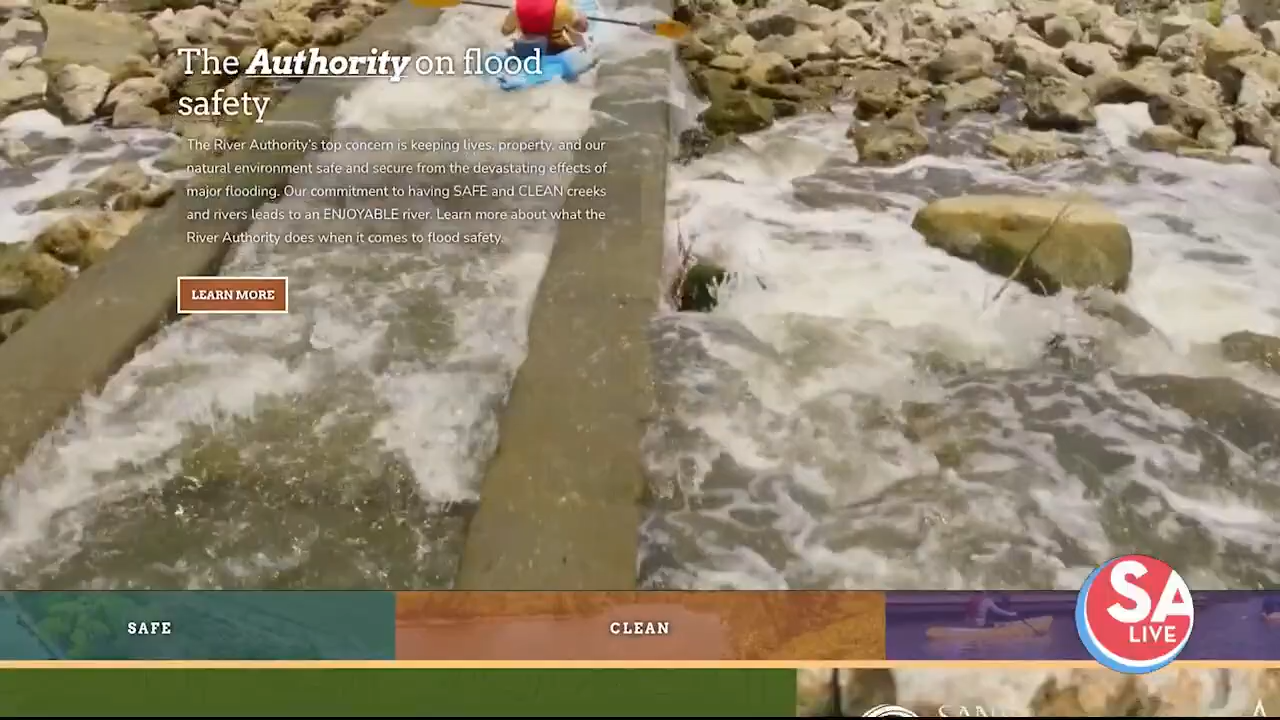 The Authority on flood
safety
The River Authority's top concern is keeping lives, property, and our
natural environment safe and secure from the devastating effects of
major flooding. Our commitment to having SAFE and CLEAN creeks
and rivers leads to an ENJOYABLE river. Learn more about what the
River Authority does when it comes to flood safety.
LEARN MORE
SAFE
CLEAN
SA
LIVE